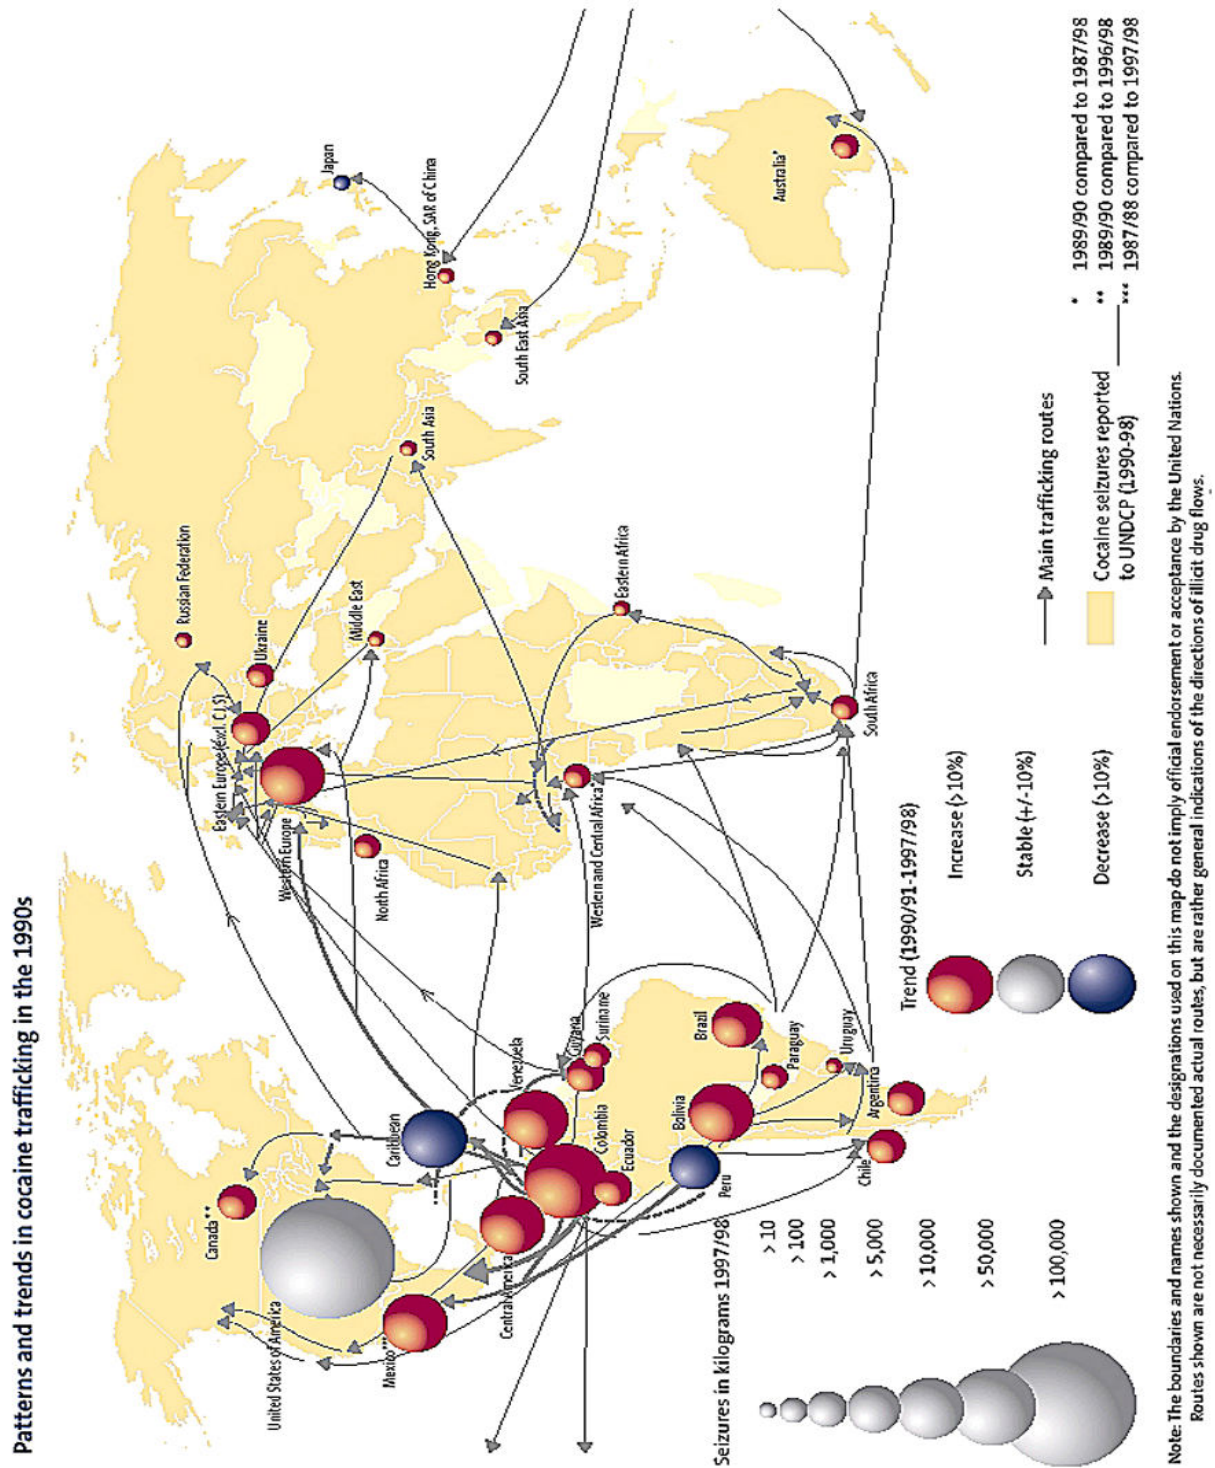 Patterns and trends in cocaine trafficking in the 1990s
Canada**
United States of America
Mexico***
Central America
Caribbean
Venezuela
Guyana
Suriname
Colombia
Ecuador
Peru
Bolivia
Brazil
Paraguay
Uruguay
Argentina
Chile
Western Europe
Eastern Europe (excl. C.I.S)
Ukraine
Russian Federation
North Africa
Middle East
Western and Central Africa
Eastern Africa
South Africa
South Asia
South East Asia
Hong Kong, SAR of China
Japan
Australia*
Seizures in kilograms 1997/98
> 10
> 100
> 1,000
> 5,000
> 10,000
> 50,000
> 100,000
Trend (1990/91-1997/98)
Increase (>10%)
Stable (+/-10%)
Decrease (>10%)
Main trafficking routes
Cocaine seizures reported
to UNDCP (1990-98)
* 1989/90 compared to 1987/98
** 1989/90 compared to 1996/98
*** 1987/88 compared to 1997/98
Note: The boundaries and names shown and the designations used on this map do not imply official endorsement or acceptance by the United Nations.
Routes shown are not necessarily documented actual routes, but are rather general indications of the directions of illicit drug flows.